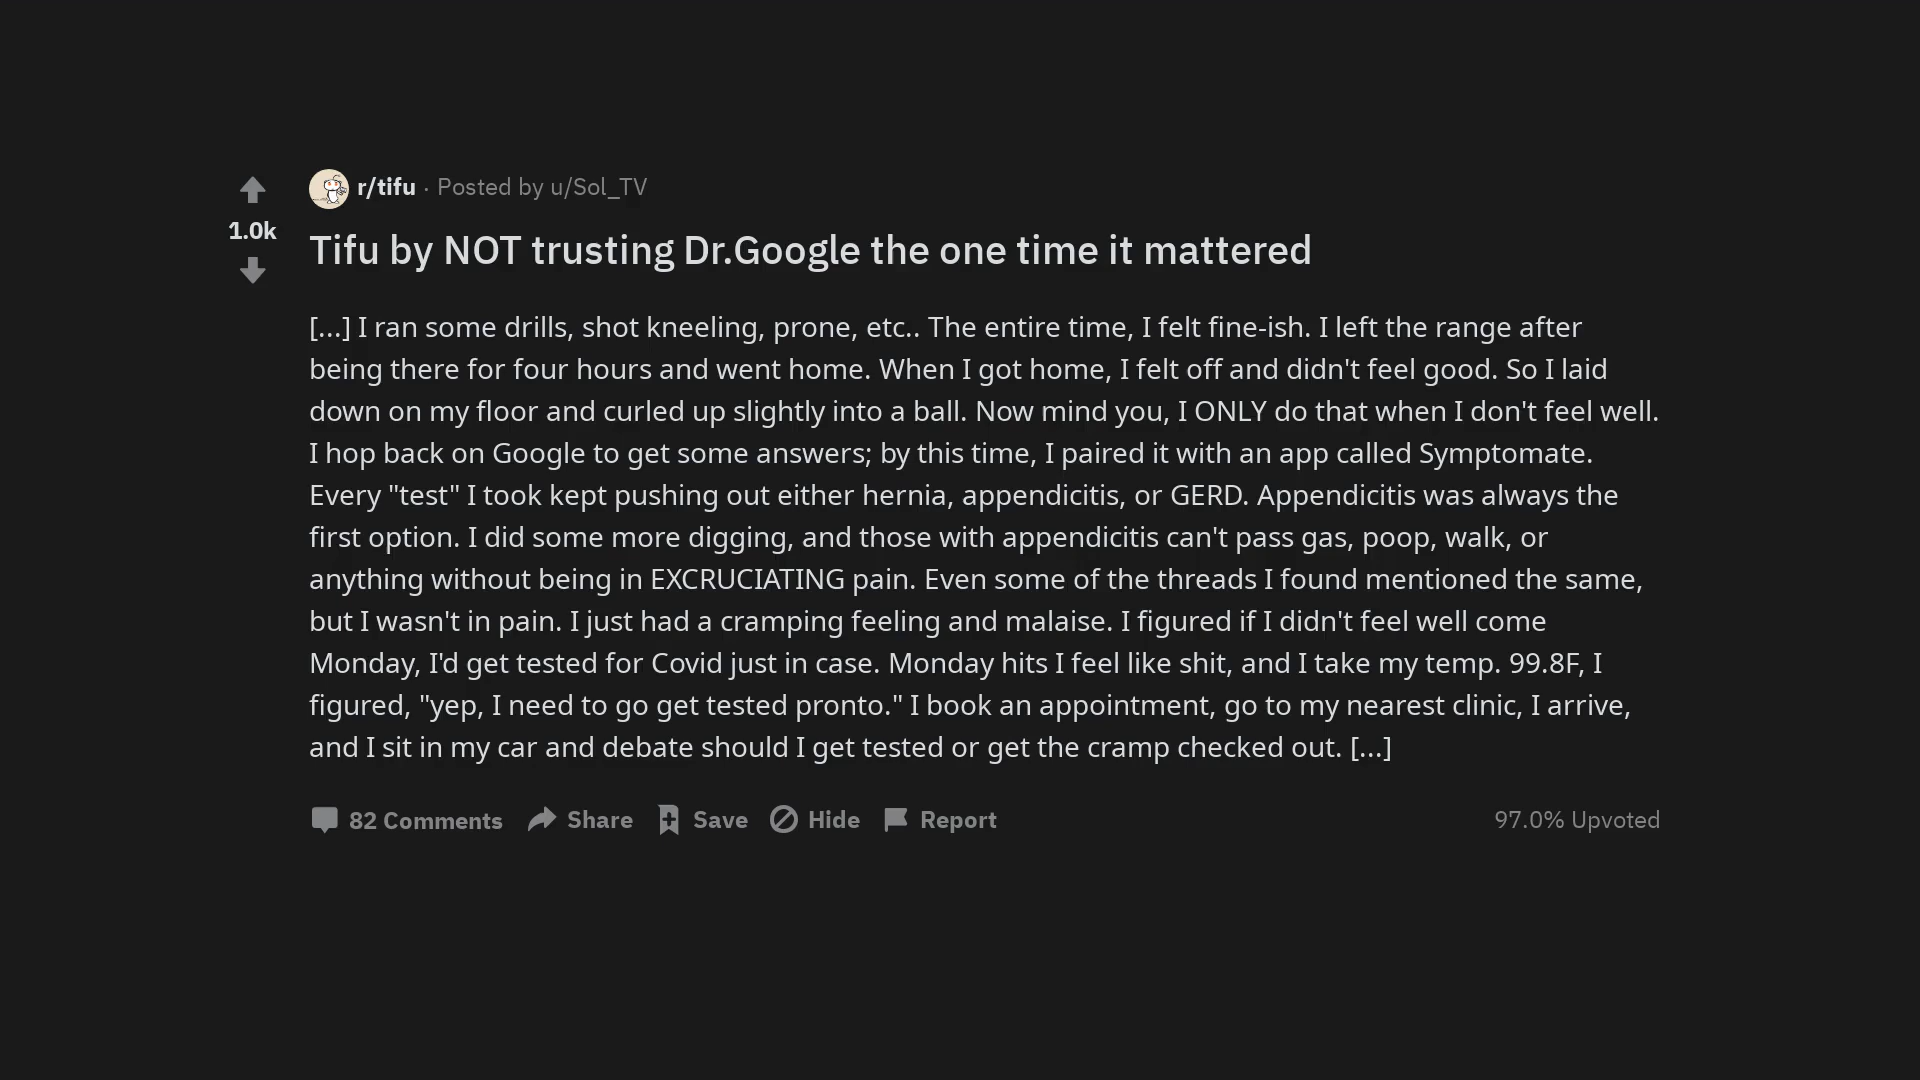 r/tifu · Posted by u/Sol_TV
1.0k
Tifu by NOT trusting Dr.Google the one time it mattered
[...] I ran some drills, shot kneeling, prone, etc.. The entire time, I felt fine-ish. I left the range after
being there for four hours and went home. When I got home, I felt off and didn't feel good. So I laid
down on my floor and curled up slightly into a ball. Now mind you, I ONLY do that when I don't feel well.
I hop back on Google to get some answers; by this time, I paired it with an app called Symptomate.
Every "test" I took kept pushing out either hernia, appendicitis, or GERD. Appendicitis was always the
first option. I did some more digging, and those with appendicitis can't pass gas, poop, walk, or
anything without being in EXCRUCIATING pain. Even some of the threads I found mentioned the same,
but I wasn't in pain. I just had a cramping feeling and malaise. I figured if I didn't feel well come
Monday, I'd get tested for Covid just in case. Monday hits I feel like shit, and I take my temp. 99.8F, I
figured, "yep, I need to go get tested pronto." I book an appointment, go to my nearest clinic, I arrive,
and I sit in my car and debate should I get tested or get the cramp checked out. [...]
82 Comments Share Save Hide Report 97.0% Upvoted